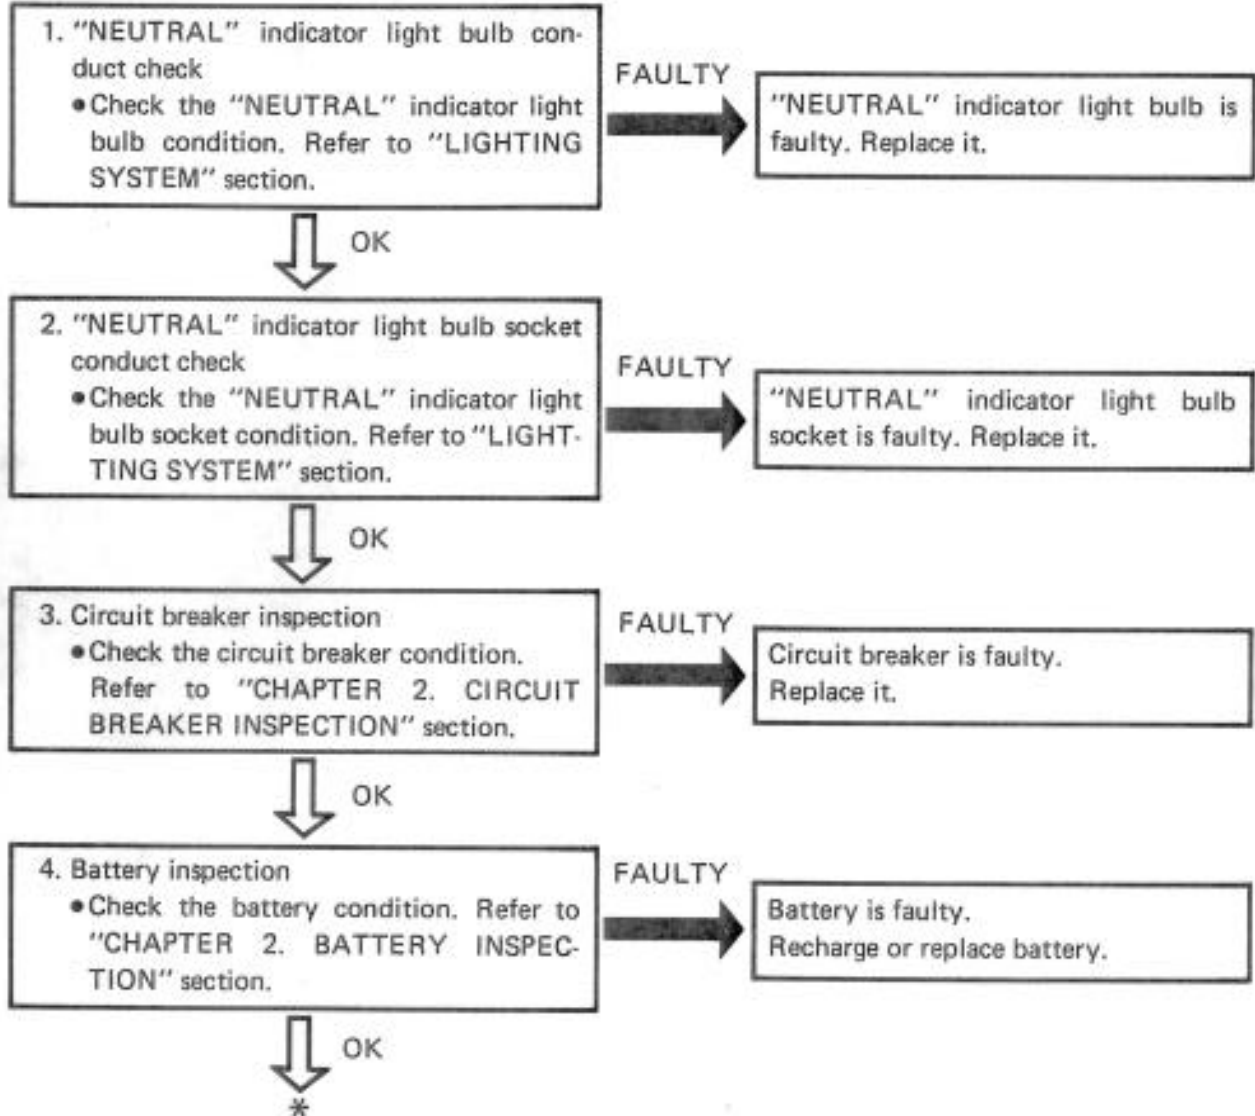 1. "NEUTRAL" indicator light bulb con-
duct check
●Check the "NEUTRAL" indicator light
bulb condition. Refer to "LIGHTING
SYSTEM" section.
FAULTY
"NEUTRAL" indicator light bulb is
faulty. Replace it.
OK
2. "NEUTRAL" indicator light bulb socket
conduct check
●Check the "NEUTRAL" indicator light
bulb socket condition. Refer to "LIGHT-
TING SYSTEM" section.
FAULTY
"NEUTRAL" indicator light bulb
socket is faulty. Replace it.
OK
3. Circuit breaker inspection
●Check the circuit breaker condition.
Refer to "CHAPTER 2. CIRCUIT
BREAKER INSPECTION" section.
FAULTY
Circuit breaker is faulty.
Replace it.
OK
4. Battery inspection
●Check the battery condition. Refer to
"CHAPTER 2. BATTERY INSPEC-
TION" section.
FAULTY
Battery is faulty.
Recharge or replace battery.
OK
*